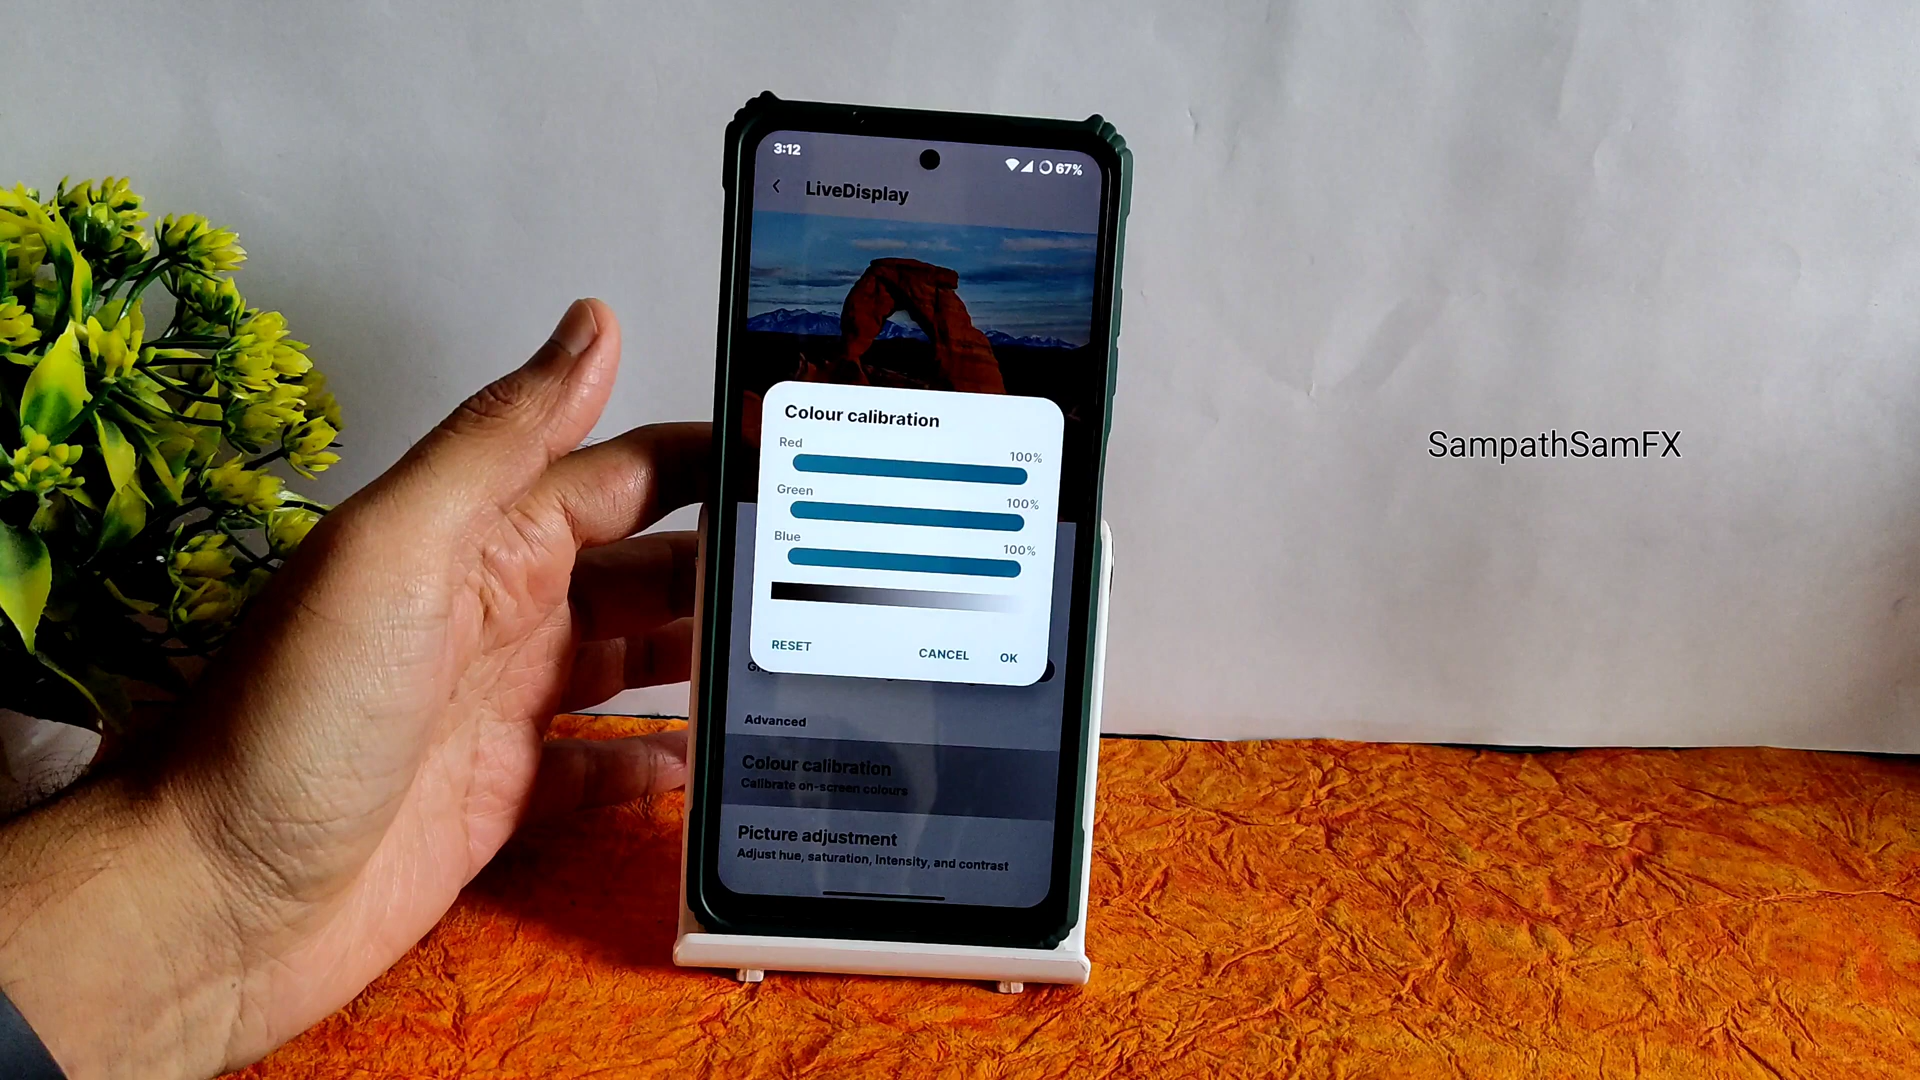 3:12
67%
LiveDisplay
Colour calibration
Red
100%
Green
100%
Blue
100%
RESET
CANCEL
OK
Advanced
Colour calibration
Calibrate on-screen colours
Picture adjustment
Adjust hue, saturation, intensity, and contrast
SampathSamFX